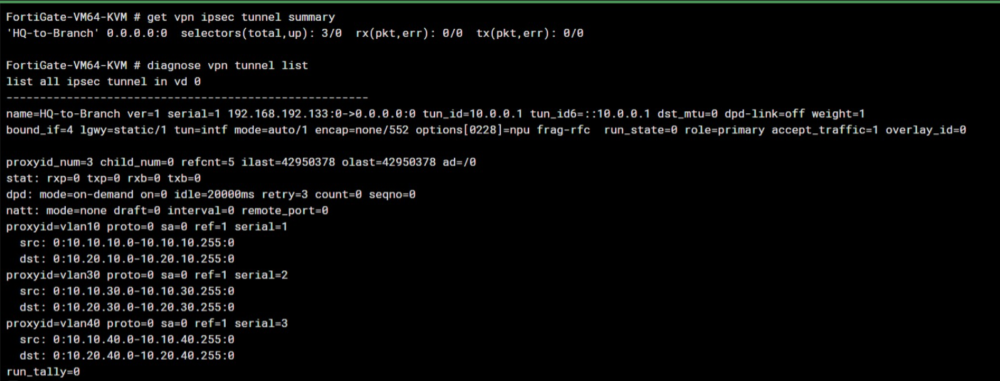 FortiGate-VM64-KVM # get vpn ipsec tunnel summary
'HQ-to-Branch' 0.0.0.0:0  selectors(total,up): 3/0  rx(pkt,err): 0/0  tx(pkt,err): 0/0
FortiGate-VM64-KVM # diagnose vpn tunnel list
list all ipsec tunnel in vd 0
------------------------------------------------------
name=HQ-to-Branch ver=1 serial=1 192.168.192.133:0->0.0.0.0:0 tun_id=10.0.0.1 tun_id6=::10.0.0.1 dst_mtu=0 dpd-link=off weight=1
bound_if=4 lgwy=static/1 tun=intf mode=auto/1 encap=none/552 options[0228]=npu frag-rfc  run_state=0 role=primary accept_traffic=1 overlay_id=0
proxyid_num=3 child_num=0 refcnt=5 ilast=42950378 olast=42950378 ad=/0
stat: rxp=0 txp=0 rxb=0 txb=0
dpd: mode=on-demand on=0 idle=20000ms retry=3 count=0 seqno=0
natt: mode=none draft=0 interval=0 remote_port=0
proxyid=vlan10 proto=0 sa=0 ref=1 serial=1
  src: 0:10.10.10.0-10.10.10.255:0
  dst: 0:10.20.10.0-10.20.10.255:0
proxyid=vlan30 proto=0 sa=0 ref=1 serial=2
  src: 0:10.10.30.0-10.10.30.255:0
  dst: 0:10.20.30.0-10.20.30.255:0
proxyid=vlan40 proto=0 sa=0 ref=1 serial=3
  src: 0:10.10.40.0-10.10.40.255:0
  dst: 0:10.20.40.0-10.20.40.255:0
run_tally=0